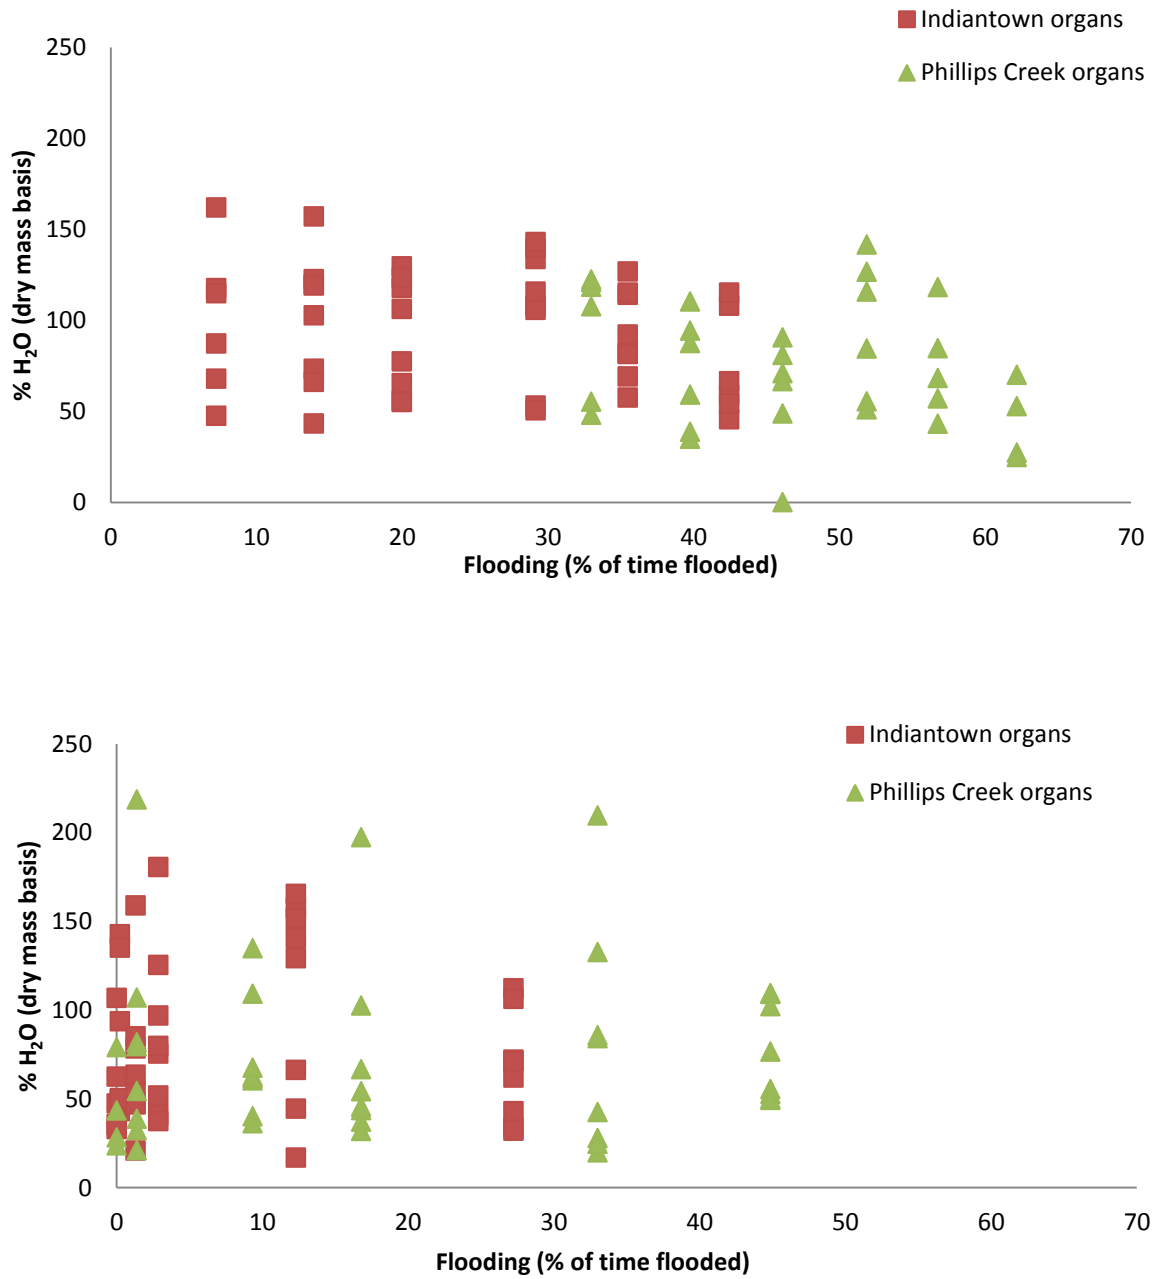 Indiantown organs
Phillips Creek organs
250
200
150
100
50
0
% H₂O (dry mass basis)
0 10 20 30 40 50 60 70
Flooding (% of time flooded)
Indiantown organs
Phillips Creek organs
250
200
150
100
50
0
% H₂O (dry mass basis)
0 10 20 30 40 50 60 70
Flooding (% of time flooded)